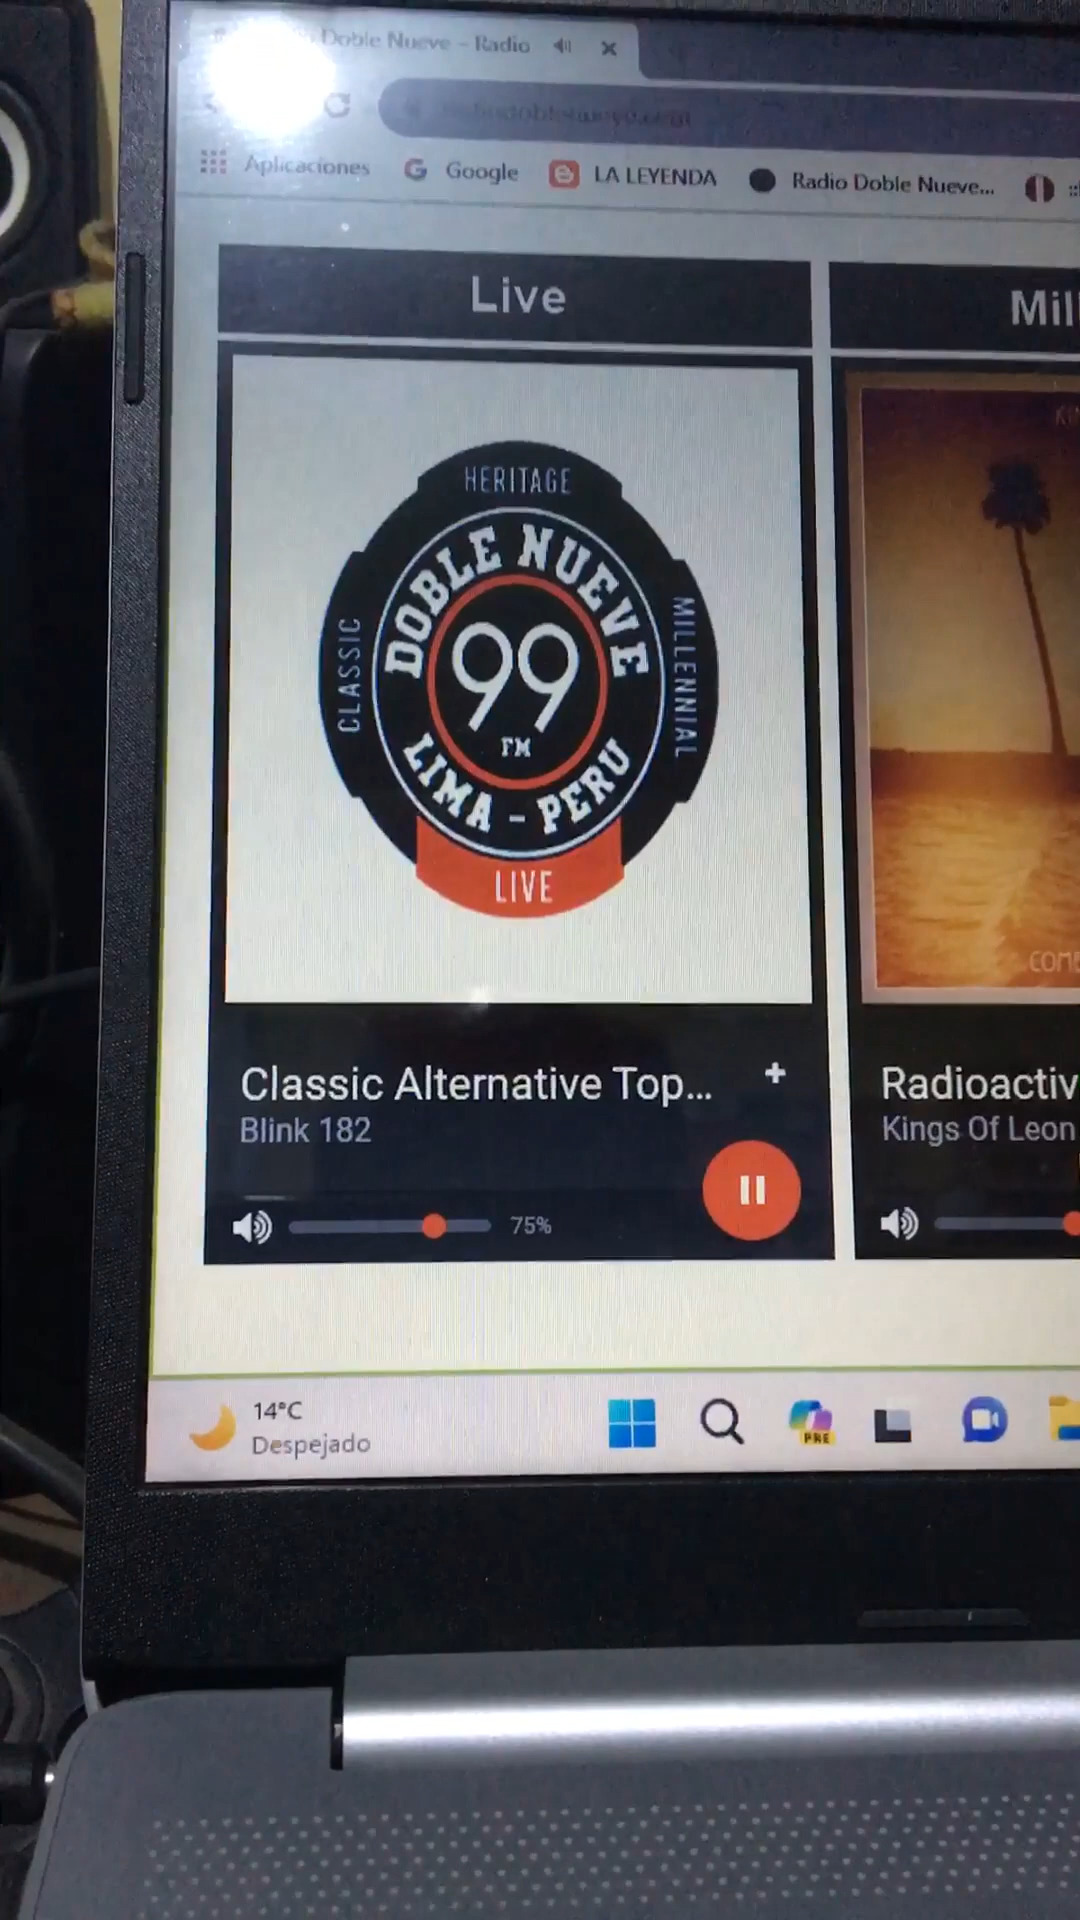 Doble Nueve – Radio
Aplicaciones
Google
LA LEYENDA
Radio Doble Nueve...
Live
Mil
HERITAGE
CLASSIC
MILLENNIAL
DOBLE NUEVE
99
FM
LIMA - PERU
LIVE
COME
Classic Alternative Top...
+
Blink 182
75%
Radioactiv
Kings Of Leon
14°C
Despejado
PRE